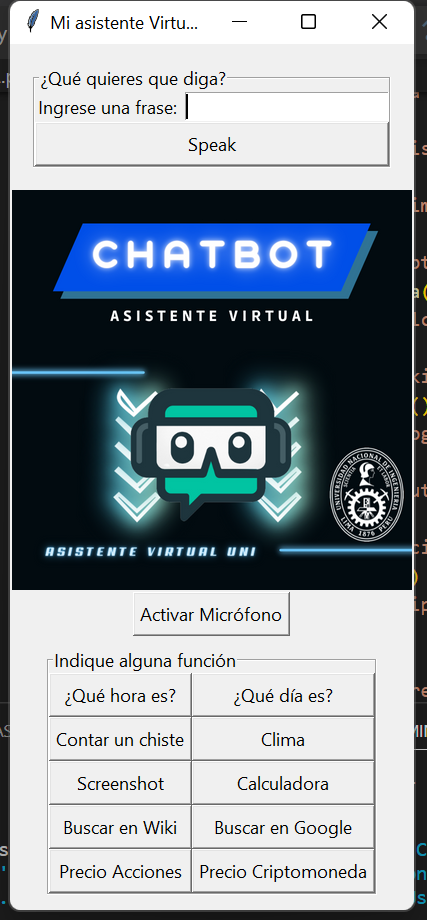 Mi asistente Virtu...
¿Qué quieres que diga?
Ingrese una frase:
Speak
CHATBOT
ASISTENTE VIRTUAL
UNIVERSIDAD NACIONAL DE INGENIERIA
LIMA 1876 PERU
ASISTENTE VIRTUAL UNI
Activar Micrófono
Indique alguna función
¿Qué hora es? ¿Qué día es?
Contar un chiste Clima
Screenshot Calculadora
Buscar en Wiki Buscar en Google
Precio Acciones Precio Criptomoneda